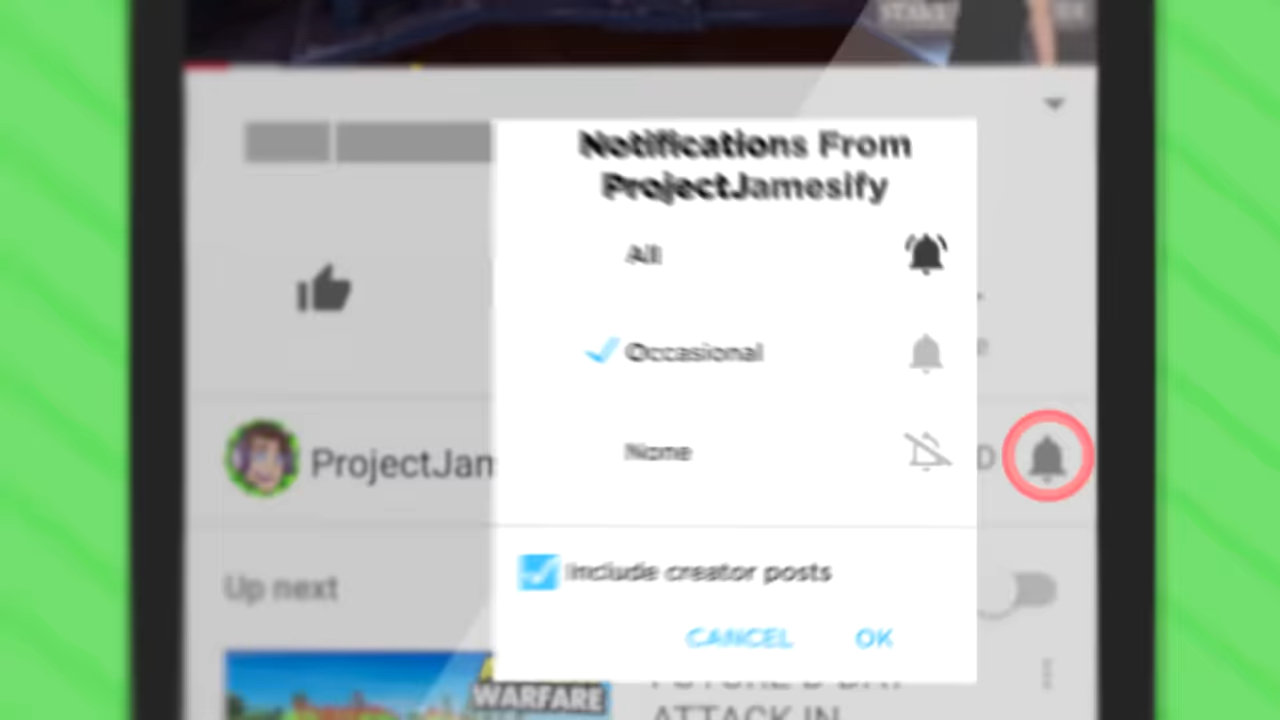 Notifications From
ProjectJamesify
All
Occasional
None
ProjectJam
D
Include creator posts
Up next
CANCEL OK
WARFARE
ATTACK IN